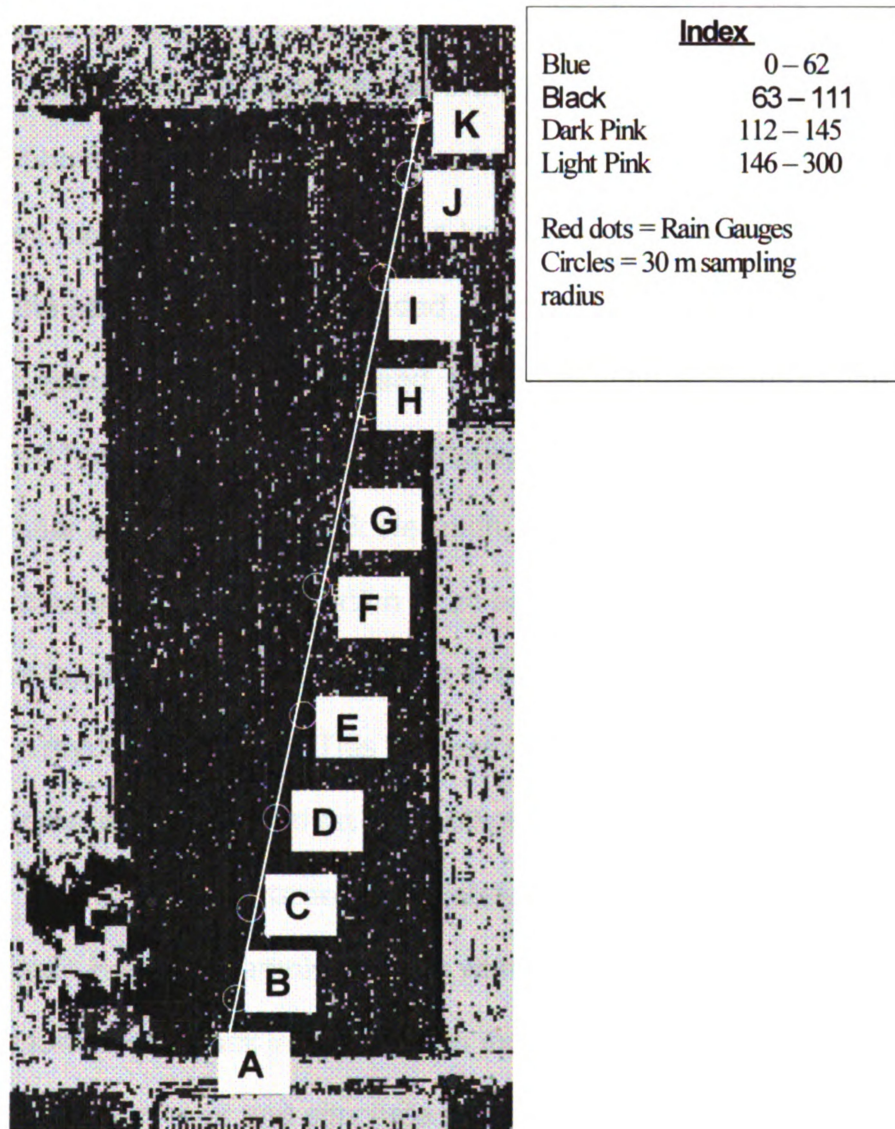 Index
Blue 0 – 62
Black 63 – 111
Dark Pink 112 – 145
Light Pink 146 – 300
Red dots = Rain Gauges
Circles = 30 m sampling
radius
K
J
I
H
G
F
E
D
C
B
A